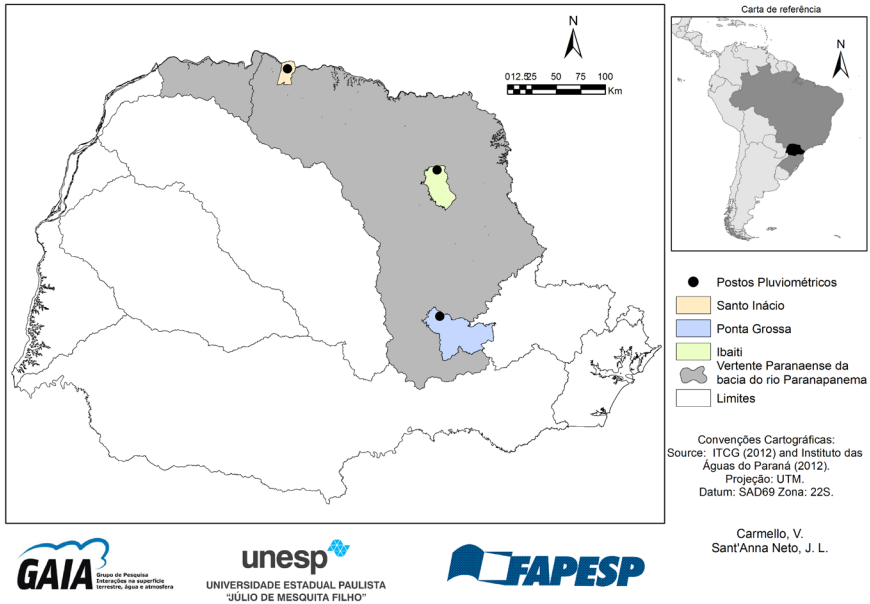 Carta de referência
N
N
0 12.5 25 50 75 100
Km
Postos Pluviométricos
Santo Inácio
Ponta Grossa
Ibaiti
Vertente Paranaense da
bacia do rio Paranapanema
Limites
Convenções Cartográficas:
Source: ITCG (2012) and Instituto das
Águas do Paraná (2012).
Projeção: UTM.
Datum: SAD69 Zona: 22S.
Carmello, V.
Sant'Anna Neto, J. L.
GAIA
Grupo de Pesquisa
Interações na superfície
terrestre, água e atmosfera
unesp
UNIVERSIDADE ESTADUAL PAULISTA
"JÚLIO DE MESQUITA FILHO"
FAPESP